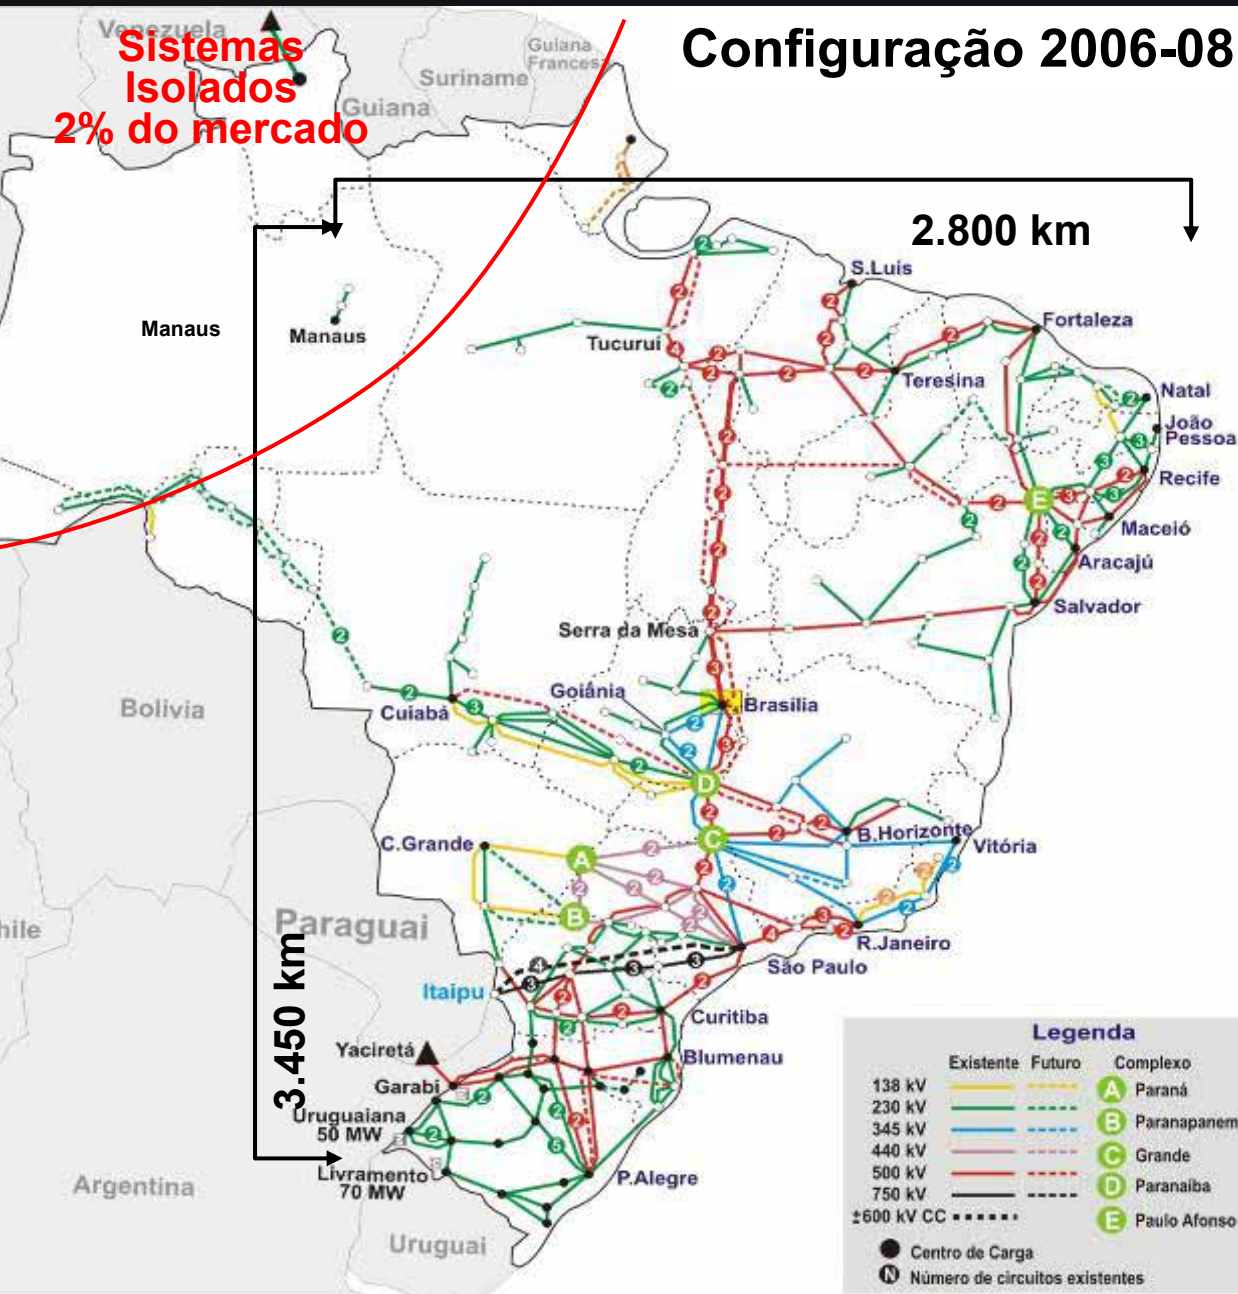 Configuração 2006-08
Venezuela
Sistemas
Isolados
2% do mercado
Guiana
Suriname
Guiana
Francesa
2.800 km
3.450 km
Manaus
Manaus
Tucuruí
S.Luís
Fortaleza
Teresina
Natal
João
Pessoa
Recife
Maceió
Aracajú
Salvador
Serra da Mesa
Goiânia
Brasília
Cuiabá
Bolívia
C.Grande
B.Horizonte
Vitória
Paraguai
hile
R.Janeiro
São Paulo
Itaipu
Curitiba
Blumenau
Yaciretá
Garabi
Uruguaiana
50 MW
Livramento
70 MW
P.Alegre
Argentina
Uruguai
A
B
C
D
E
Legenda
Existente Futuro Complexo
138 kV A Paraná
230 kV B Paranapanem
345 kV C Grande
440 kV D Paranaíba
500 kV E Paulo Afonso
750 kV
±600 kV CC
Centro de Carga
N Número de circuitos existentes